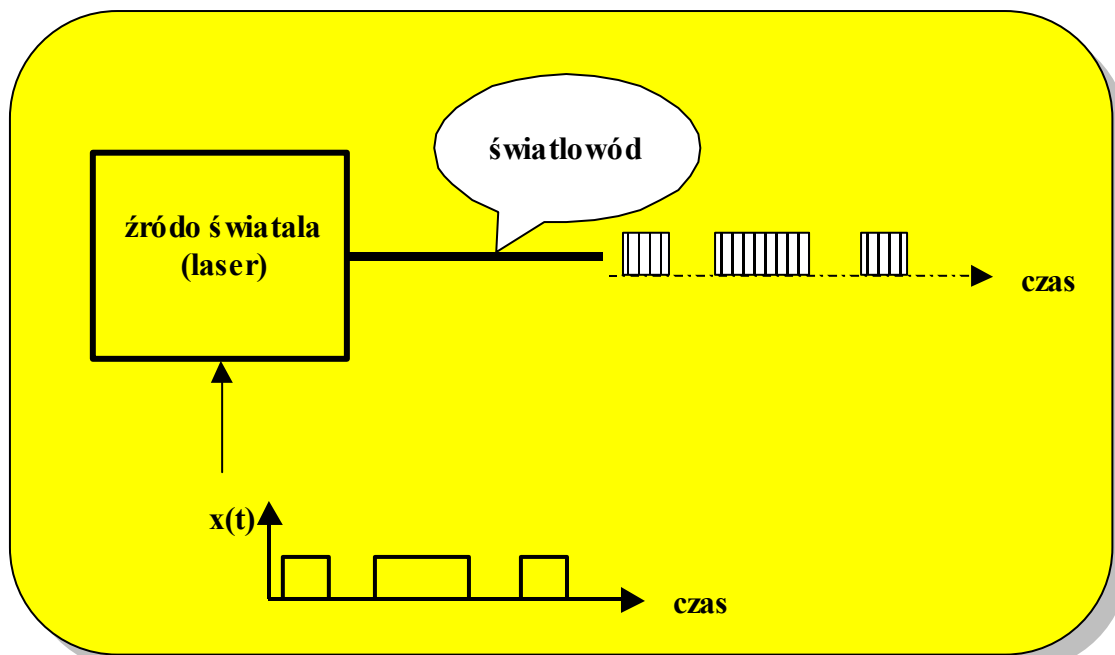 światlowód
źródo światala
(laser)
czas
x(t)
czas